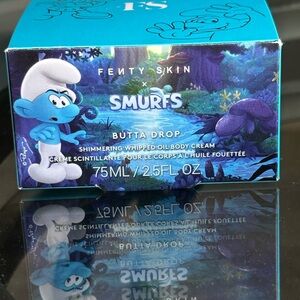 FENTY SKIN
x
SMURFS
BUTTA DROP
SHIMMERING WHIPPED OIL BODY CREAM
CRÈME SCINTILLANTE POUR LE CORPS À L'HUILE FOUETTÉE
75ML / 2.5FL OZ